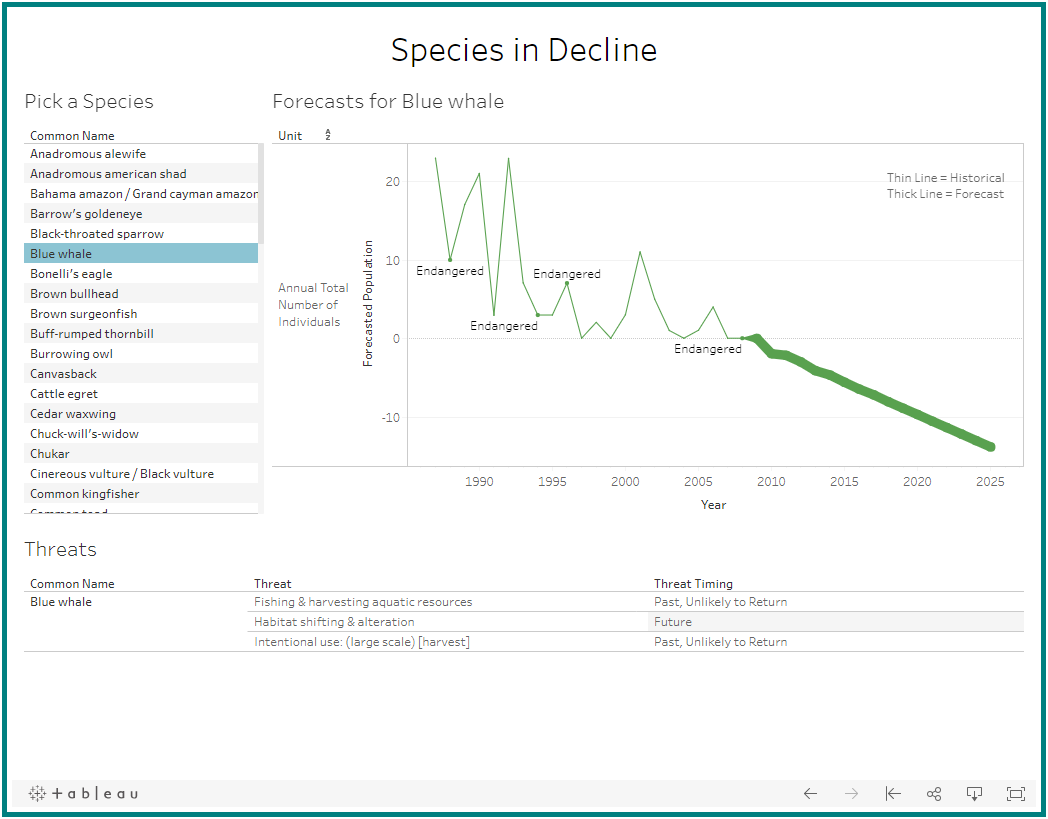 Species in Decline
Pick a Species
Common Name
Anadromous alewife
Anadromous american shad
Bahama amazon / Grand cayman amazon
Barrow's goldeneye
Black-throated sparrow
Blue whale
Bonelli's eagle
Brown bullhead
Brown surgeonfish
Buff-rumped thornbill
Burrowing owl
Canvasback
Cattle egret
Cedar waxwing
Chuck-will's-widow
Chukar
Cinereous vulture / Black vulture
Common kingfisher
Forecasts for Blue whale
Unit
Annual Total
Number of
Individuals
Forecasted Population
20
10
0
-10
Thin Line = Historical
Thick Line = Forecast
Endangered
Endangered
Endangered
Endangered
1990 1995 2000 2005 2010 2015 2020 2025
Year
Threats
Common Name Threat Threat Timing
Blue whale Fishing & harvesting aquatic resources Past, Unlikely to Return
Habitat shifting & alteration Future
Intentional use: (large scale) [harvest] Past, Unlikely to Return
+ a b l e a u